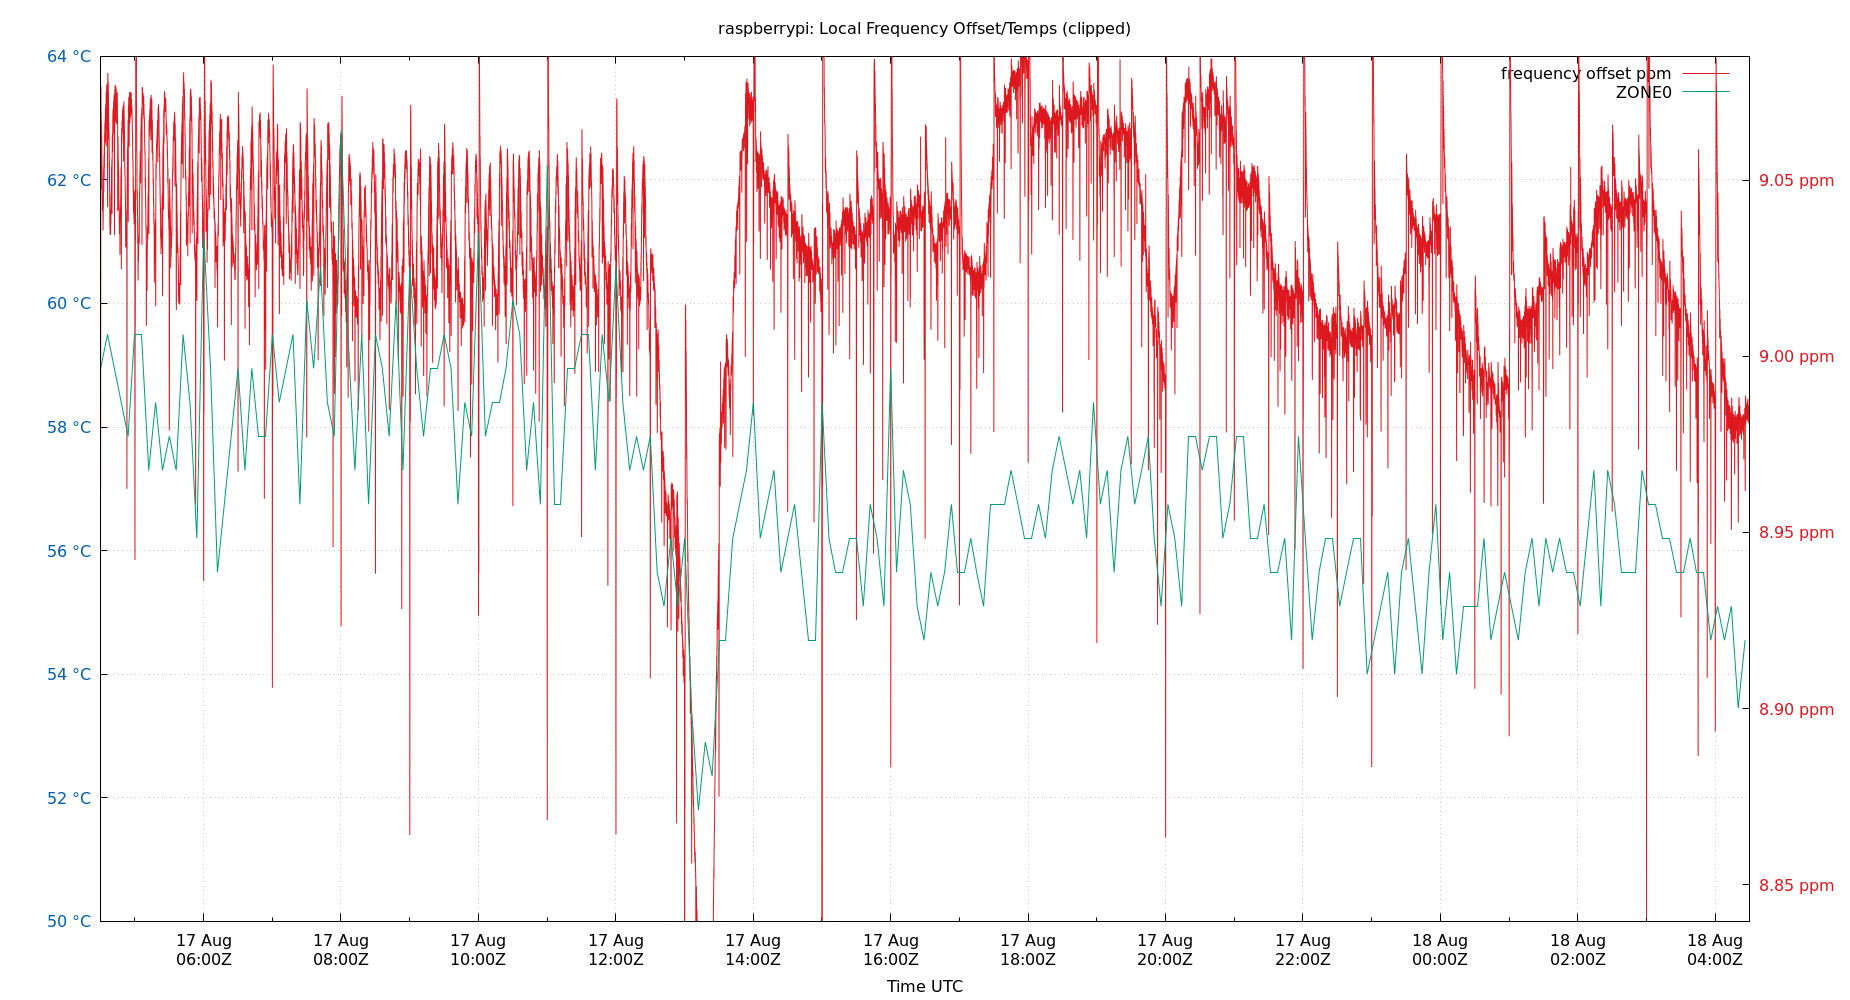 raspberrypi: Local Frequency Offset/Temps (clipped)
frequency offset ppm
ZONE0
64 °C
62 °C
60 °C
58 °C
56 °C
54 °C
52 °C
50 °C
9.05 ppm
9.00 ppm
8.95 ppm
8.90 ppm
8.85 ppm
17 Aug 17 Aug 17 Aug 17 Aug 17 Aug 17 Aug 17 Aug 17 Aug 17 Aug 18 Aug 18 Aug 18 Aug
06:00Z 08:00Z 10:00Z 12:00Z 14:00Z 16:00Z 18:00Z 20:00Z 22:00Z 00:00Z 02:00Z 04:00Z
Time UTC